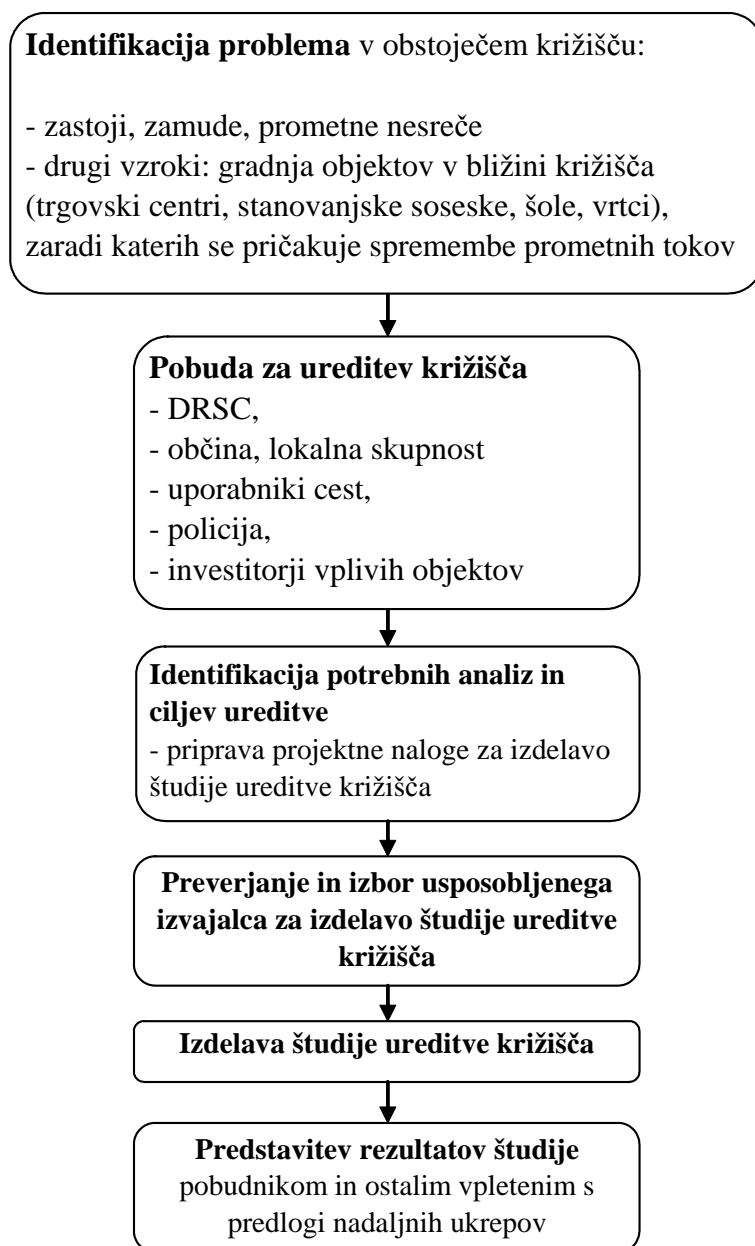 Identifikacija problema v obstoječem križišču:
- zastoji, zamude, prometne nesreče
- drugi vzroki: gradnja objektov v bližini križišča
(trgovski centri, stanovanjske soseske, šole, vrtci),
zaradi katerih se pričakuje spremembe prometnih tokov
Pobuda za ureditev križišča
- DRSC,
- občina, lokalna skupnost
- uporabniki cest,
- policija,
- investitorji vplivih objektov
Identifikacija potrebnih analiz in
ciljev ureditve
- priprava projektne naloge za izdelavo
študije ureditve križišča
Preverjanje in izbor usposobljenega
izvajalca za izdelavo študije ureditve
križišča
Izdelava študije ureditve križišča
Predstavitev rezultatov študije
pobudnikom in ostalim vpletenim s
predlogi nadaljnih ukrepov